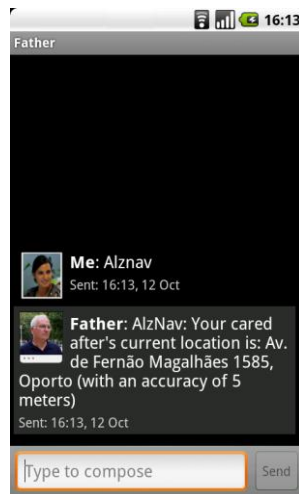 16:13
Father
Me: Alznav
Sent: 16:13, 12 Oct
Father: AlzNav: Your cared
after's current location is: Av.
de Fernão Magalhães 1585,
Oporto (with an accuracy of 5
meters)
Sent: 16:13, 12 Oct
Type to compose
Send